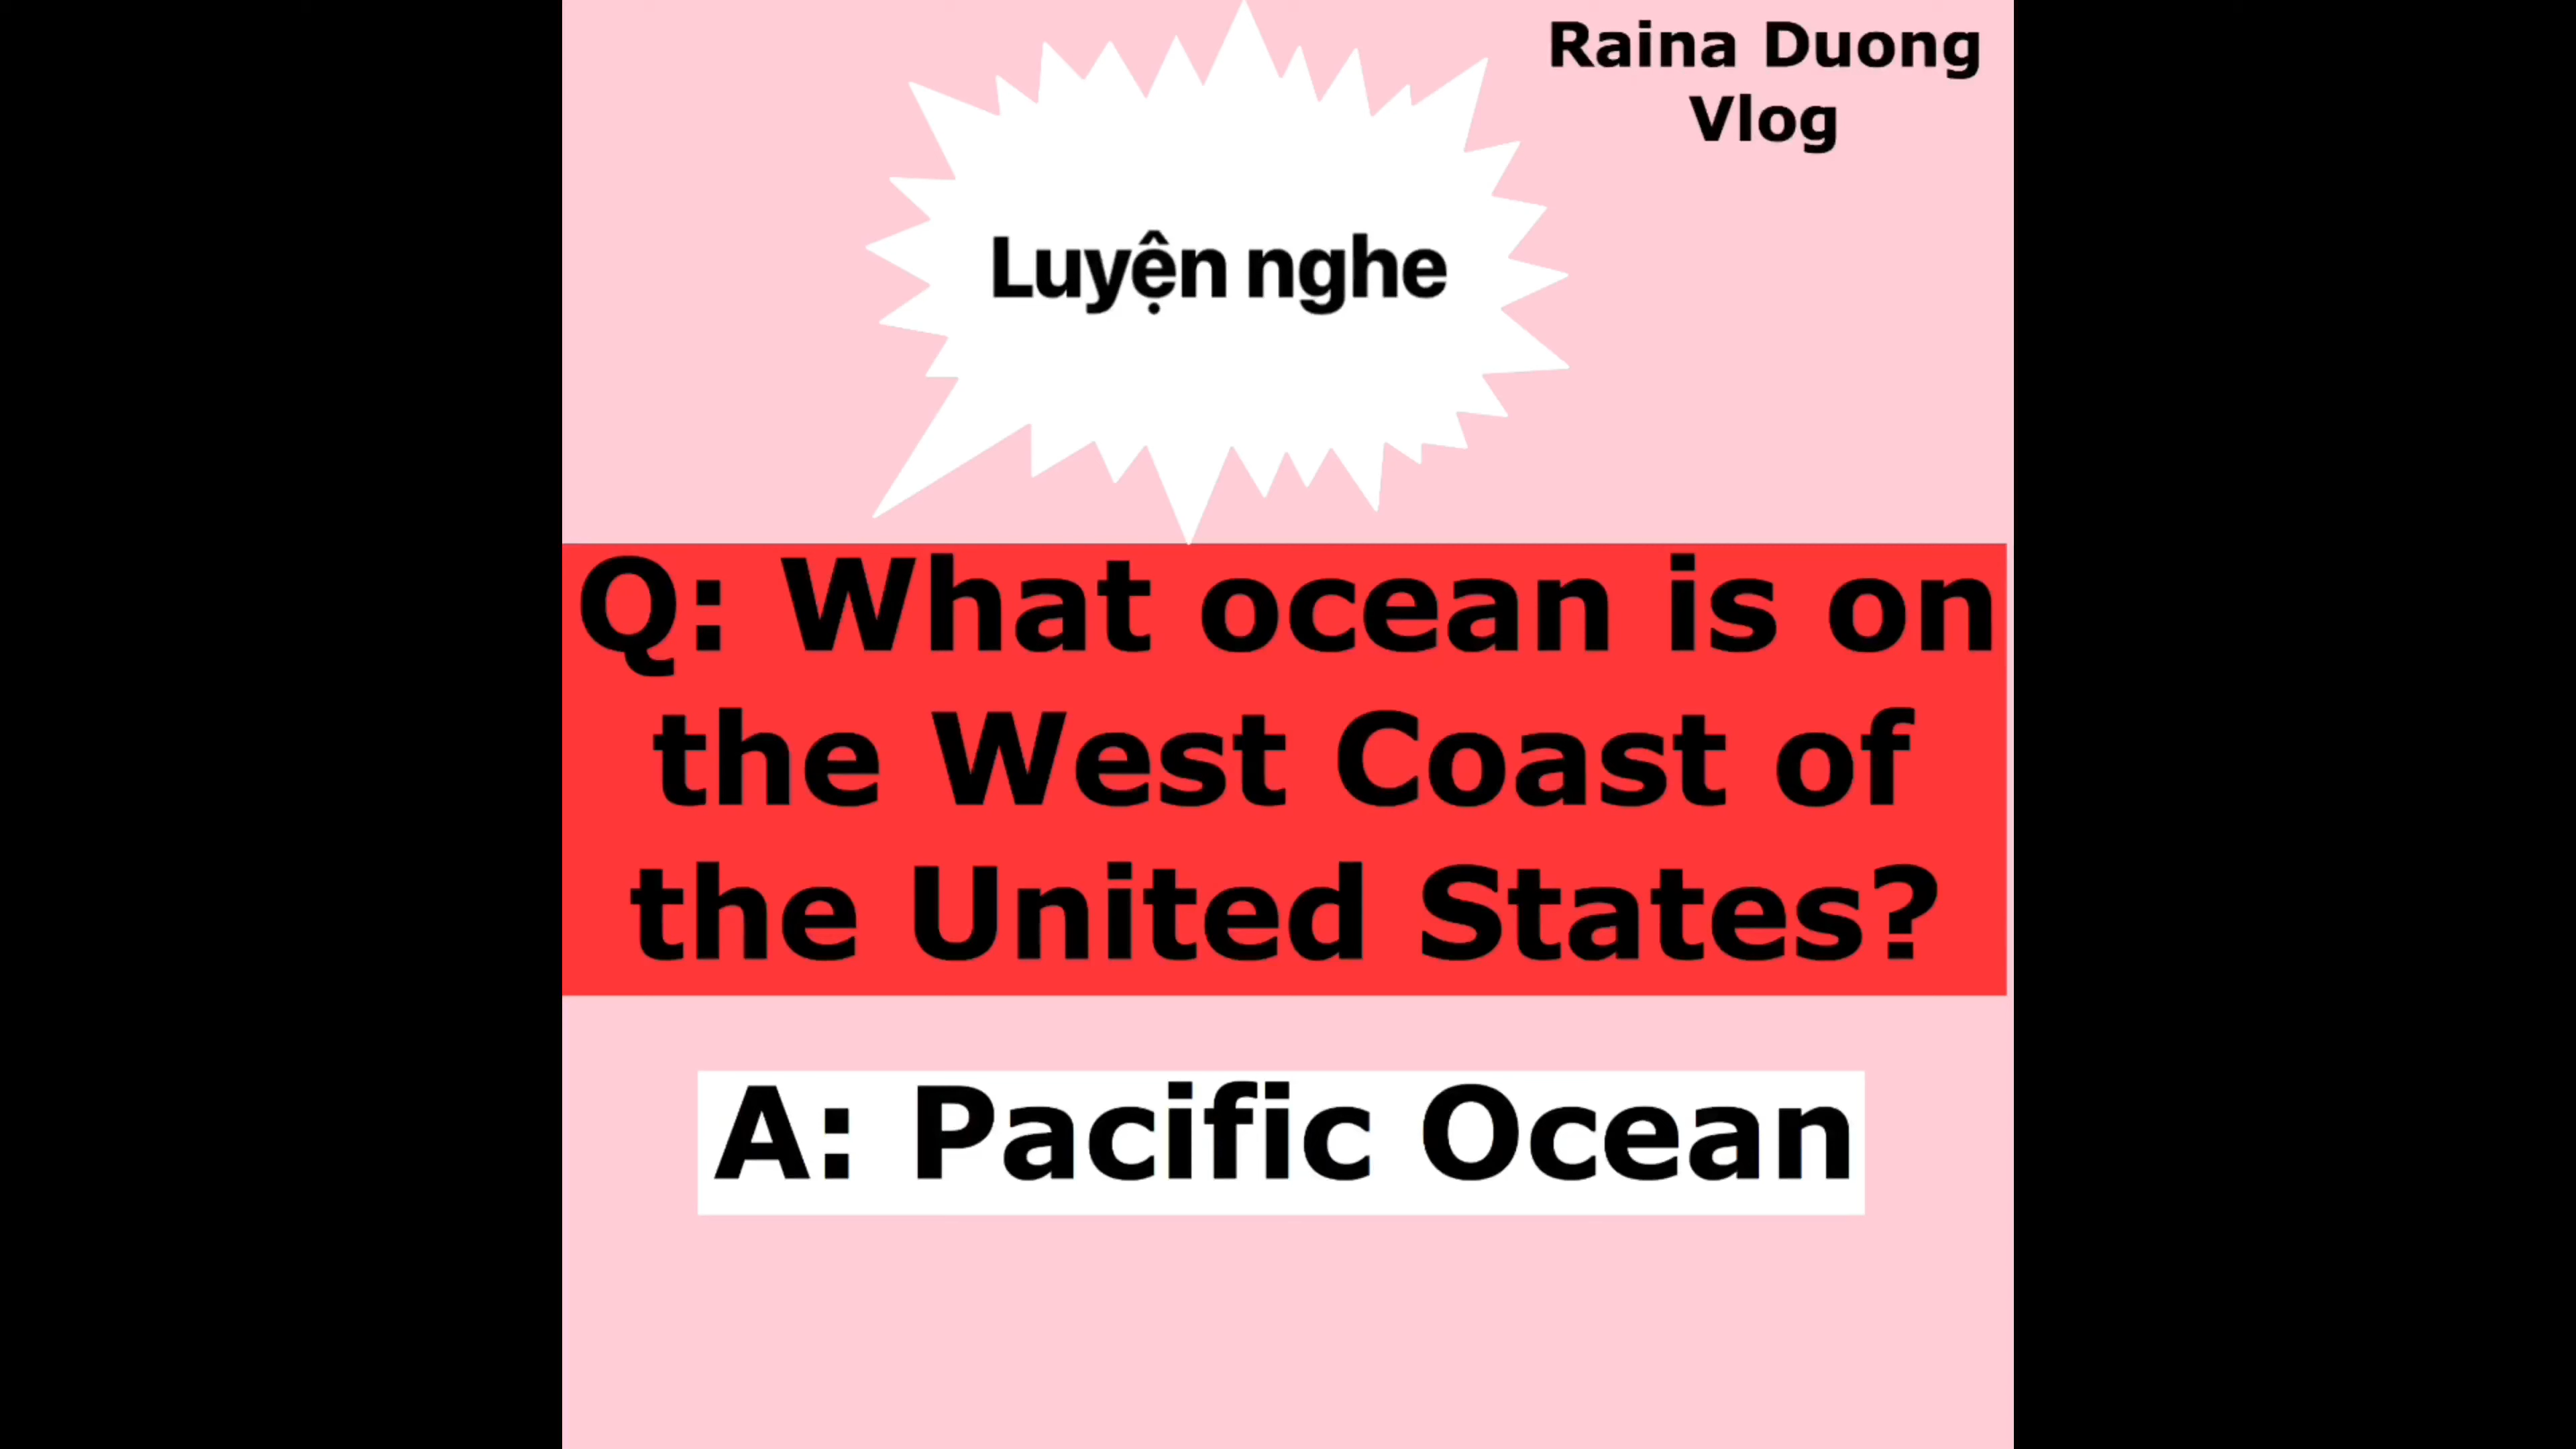 Raina Duong
Vlog
Luyện nghe
Q: What ocean is on
the West Coast of
the United States?
A: Pacific Ocean